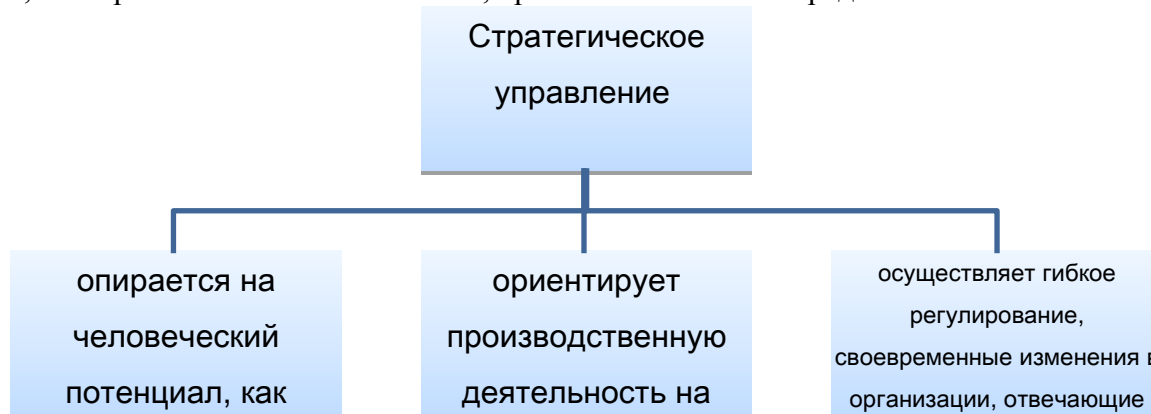 Стратегическое
управление
опирается на
человеческий
потенциал, как
ориентирует
производственную
деятельность на
осуществляет гибкое
регулирование,
своевременные изменения в
организации, отвечающие